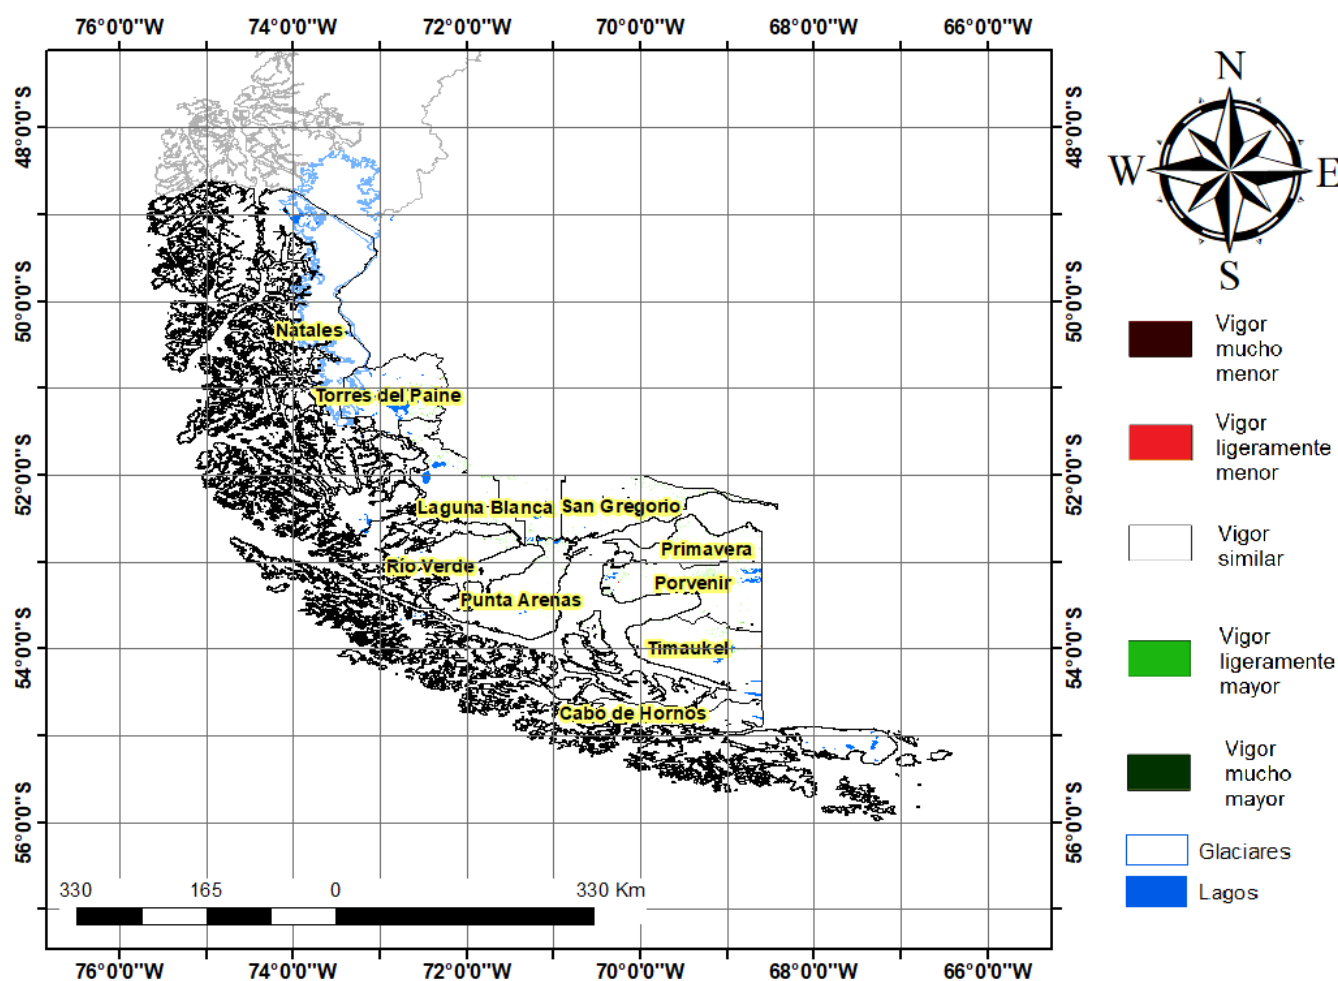 76°0'0"W 74°0'0"W 72°0'0"W 70°0'0"W 68°0'0"W 66°0'0"W
48°0'0"S 48°0'0"S
50°0'0"S 50°0'0"S
52°0'0"S 52°0'0"S
54°0'0"S 54°0'0"S
56°0'0"S 56°0'0"S
Natales
Torres del Paine
Laguna Blanca San Gregorio
Primavera
Río Verde
Porvenir
Punta Arenas
Timaukel
Cabo de Hornos
330 165 0 330 Km
76°0'0"W 74°0'0"W 72°0'0"W 70°0'0"W 68°0'0"W 66°0'0"W
N
W E
S
Vigor
mucho
menor
Vigor
ligeramente
menor
Vigor
similar
Vigor
ligeramente
mayor
Vigor
mucho
mayor
Glaciares
Lagos